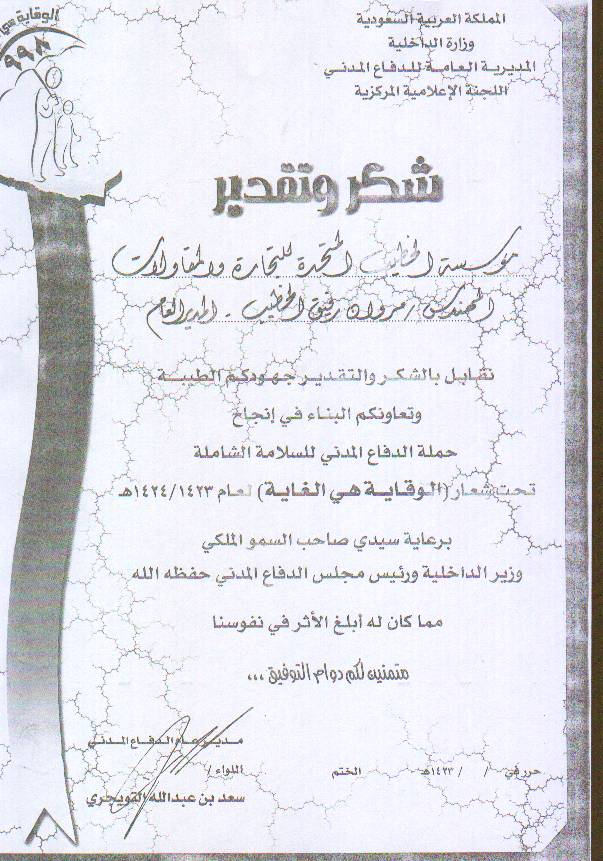 الوقاية هي
٩٩٨
المملكة العربية السعودية
وزارة الداخلية
المديرية العامة للدفاع المدني
اللجنة الإعلامية المركزية
شكر وتقدير
مؤسسة الخطيب المتحدة للتجارة والمقاولات
المهندس / مروان رفيق الخطيب - المدير العام
نقابل بالشكر والتقدير جهودكم الطيبة
وتعاونكم البناء في إنجاح
حملة الدفاع المدني للسلامة الشاملة
تحت شعار (الوقاية هي الغاية) لعام ١٤٢٤/١٤٢٣هـ
برعاية سيدي صاحب السمو الملكي
وزير الداخلية ورئيس مجلس الدفاع المدني حفظه الله
مما كان له أبلغ الأثر في نفوسنا
متمنين لكم دوام التوفيق ،،،
مدير عام الدفاع المدني
حرر في / / ١٤٢٣هـ الختم اللواء /
سعد بن عبدالله التويجري